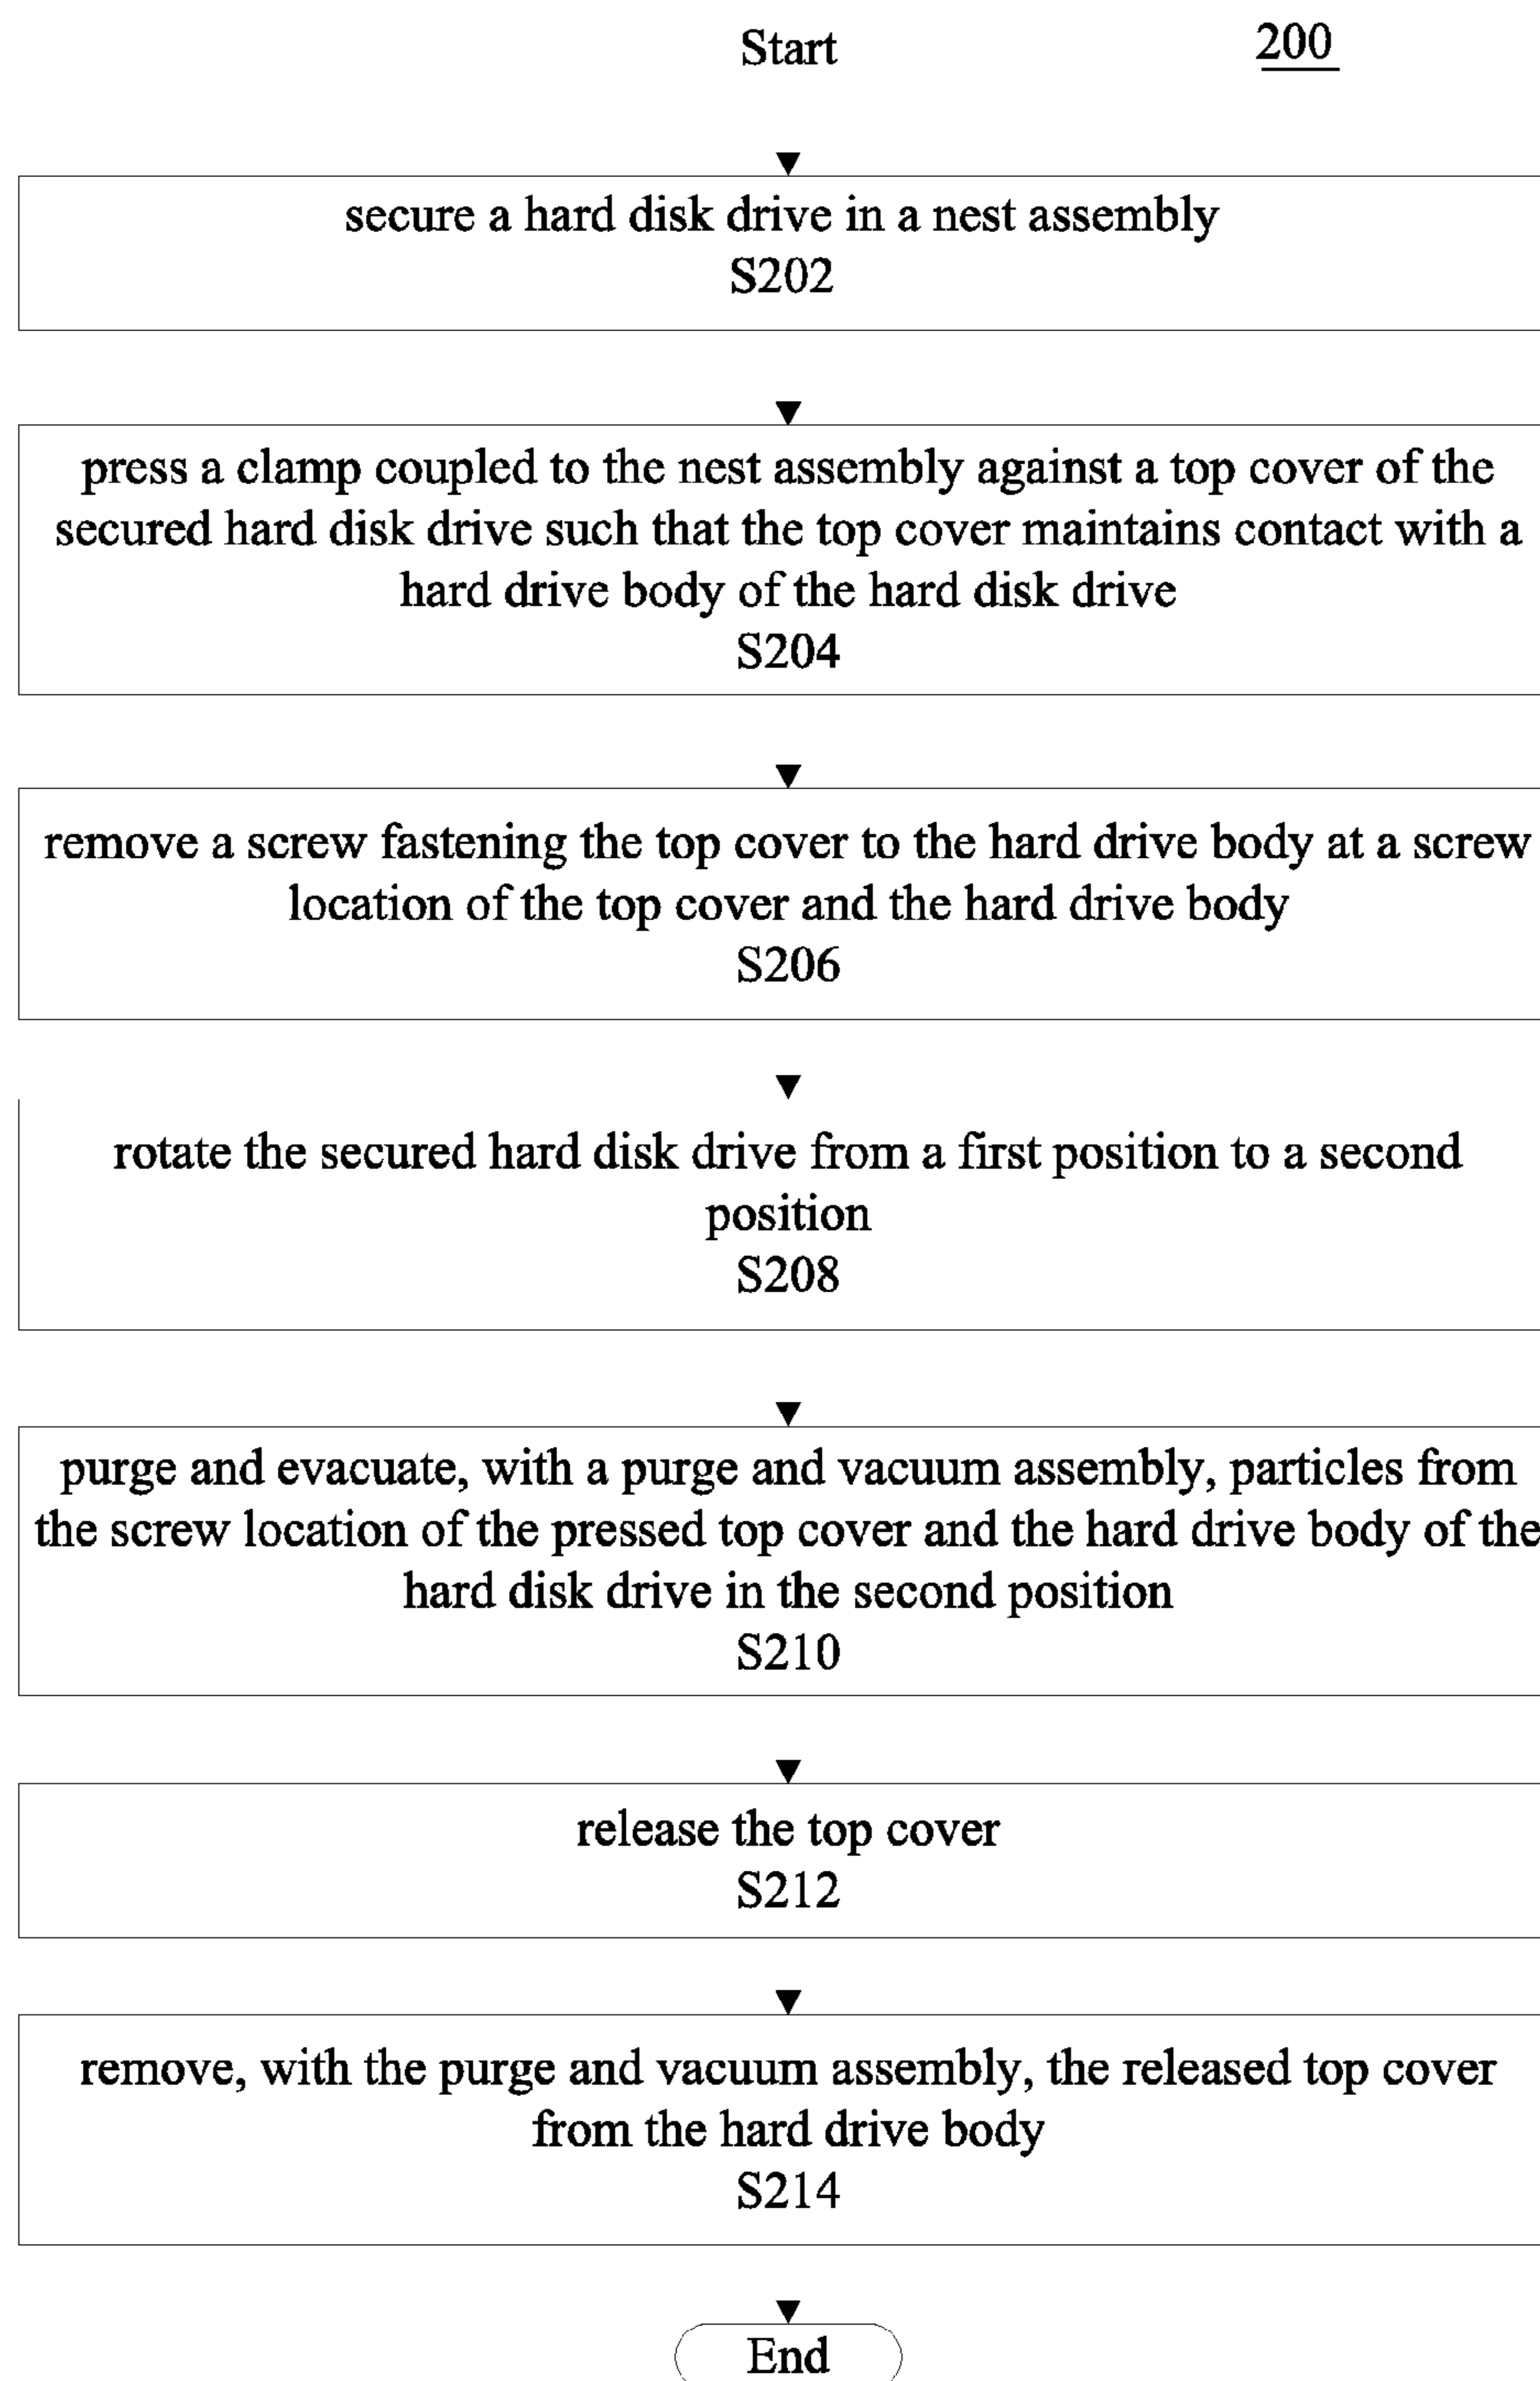 Start
200
secure a hard disk drive in a nest assembly
S202
press a clamp coupled to the nest assembly against a top cover of the
secured hard disk drive such that the top cover maintains contact with a
hard drive body of the hard disk drive
S204
remove a screw fastening the top cover to the hard drive body at a screw
location of the top cover and the hard drive body
S206
rotate the secured hard disk drive from a first position to a second
position
S208
purge and evacuate, with a purge and vacuum assembly, particles from
the screw location of the pressed top cover and the hard drive body of the
hard disk drive in the second position
S210
release the top cover
S212
remove, with the purge and vacuum assembly, the released top cover
from the hard drive body
S214
End